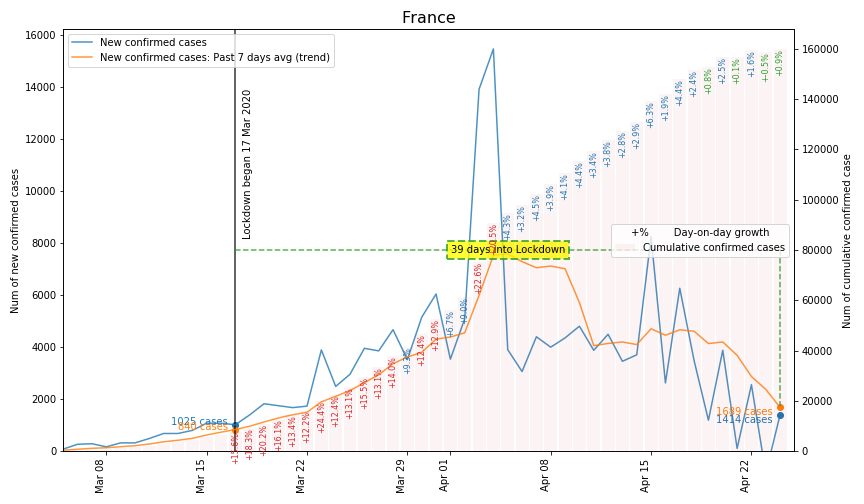 France
New confirmed cases
New confirmed cases: Past 7 days avg (trend)
Num of new confirmed cases
16000
14000
12000
10000
8000
6000
4000
2000
0
Num of cumulative confirmed case
160000
140000
120000
100000
80000
60000
40000
20000
0
Lockdown began 17 Mar 2020
39 days into Lockdown
+% Day-on-day growth
Cumulative confirmed cases
1025 cases
840 cases
1414 cases
+18.3%
+20.2%
+16.1%
+13.4%
+12.2%
+24.4%
+12.4%
+13.1%
+15.5%
+13.1%
+14.0%
+9.3%
+12.4%
+12.9%
+6.7%
+9.0%
+22.6%
+4.3%
+3.2%
+4.5%
+3.9%
+4.1%
+4.4%
+3.4%
+3.8%
+2.8%
+2.9%
+6.3%
+1.9%
+4.4%
+2.4%
+0.8%
+2.5%
+0.1%
+1.6%
+-0.5%
+0.9%
Mar 08
Mar 15
Mar 22
Mar 29
Apr 01
Apr 08
Apr 15
Apr 22